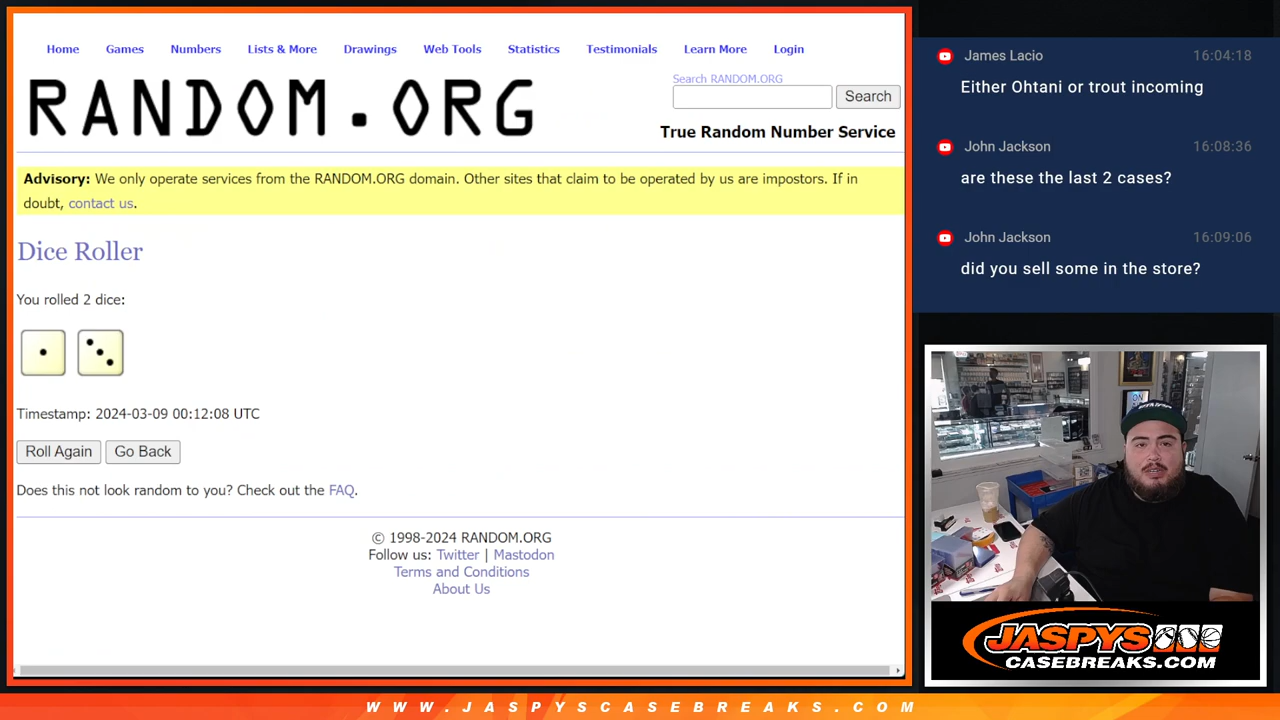 Home Games Numbers Lists & More Drawings Web Tools Statistics Testimonials Learn More Login
RANDOM.ORG
Search RANDOM.ORG
Search
True Random Number Service
Advisory: We only operate services from the RANDOM.ORG domain. Other sites that claim to be operated by us are impostors. If in
doubt, contact us.
Dice Roller
You rolled 2 dice:
Timestamp: 2024-03-09 00:12:08 UTC
Roll Again Go Back
Does this not look random to you? Check out the FAQ.
© 1998-2024 RANDOM.ORG
Follow us: Twitter | Mastodon
Terms and Conditions
About Us
James Lacio 16:04:18
Either Ohtani or trout incoming
John Jackson 16:08:36
are these the last 2 cases?
John Jackson 16:09:06
did you sell some in the store?
JASPYS
CASEBREAKS.COM
WWW.JASPYSCASEBREAKS.COM